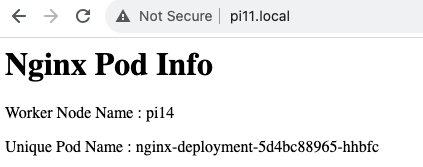 Not Secure | pi11.local
Nginx Pod Info
Worker Node Name : pi14
Unique Pod Name : nginx-deployment-5d4bc88965-hhbfc